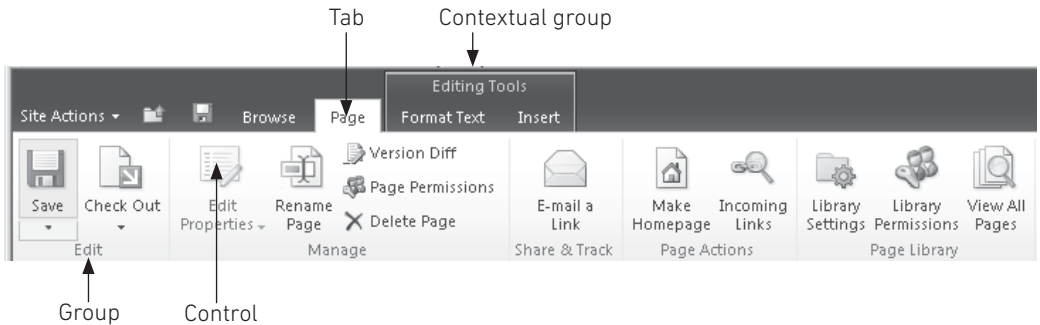 Tab Contextual group
Editing Tools
Site Actions Browse Page Format Text Insert
Version Diff
Page Permissions
Delete Page
Save Check Out Edit Rename E-mail a Make Incoming Library Library View All
Properties Page Link Homepage Links Settings Permissions Pages
Edit Manage Share & Track Page Actions Page Library
Group Control